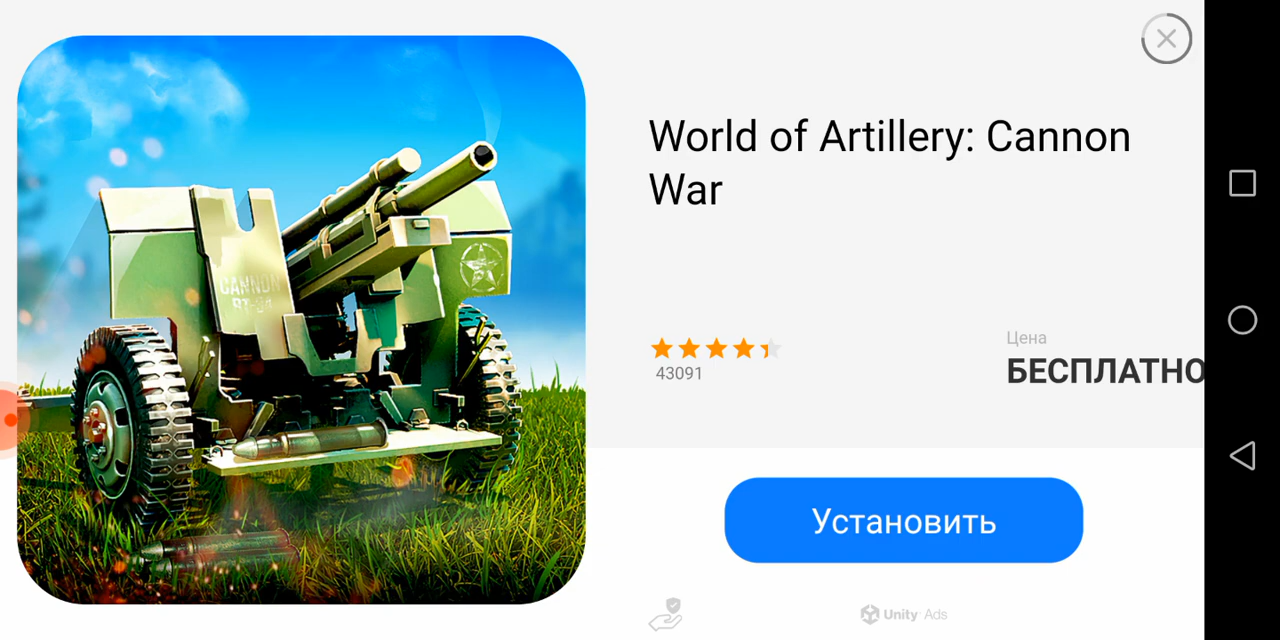 World of Artillery: Cannon
War
CANNON
43091
Цена
БЕСПЛАТНО
Установить
Unity Ads